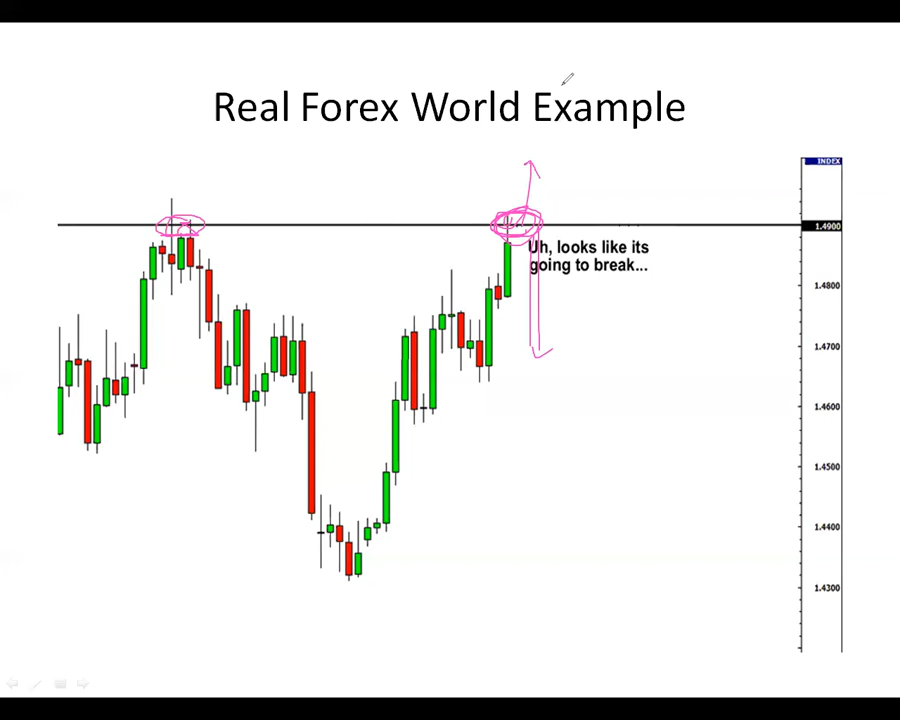 Real Forex World Example
INDEX
1.4900
Uh, looks like its
going to break...
1.4800
1.4700
1.4600
1.4500
1.4400
1.4300